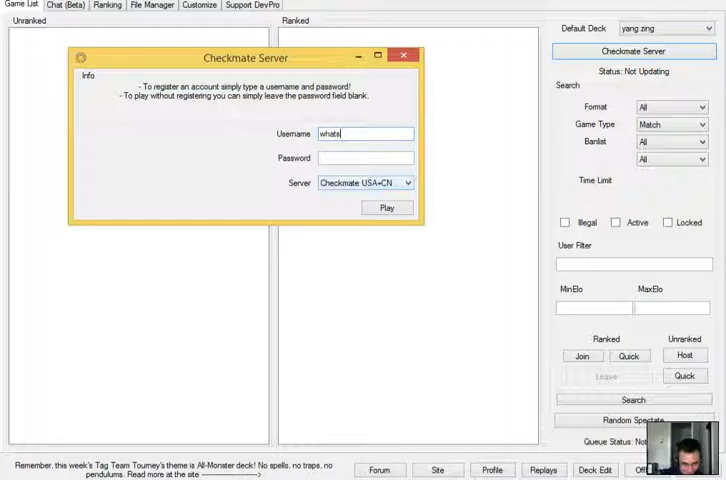 Game List Chat (Beta) Ranking File Manager Customize Support DevPro
Unranked Ranked
Default Deck yang zing
Checkmate Server
Status: Not Updating
Search
Format All
Game Type Match
Banlist All
All
Time Limit
Illegal Active Locked
User Filter
MinElo MaxElo
Ranked Unranked
Join Quick Host
Leave Quick
Search
Random Spectate
Queue Status: Not
Checkmate Server
Info
- To register an account simply type a username and password!
- To play without registering you can simply leave the password field blank.
Username whats
Password
Server Checkmate USA+CN
Play
Remember, this week's Tag Team Tourney's theme is All-Monster deck! No spells, no traps, no
pendulums. Read more at the site -------------------------->
Forum Site Profile Replays Deck Edit